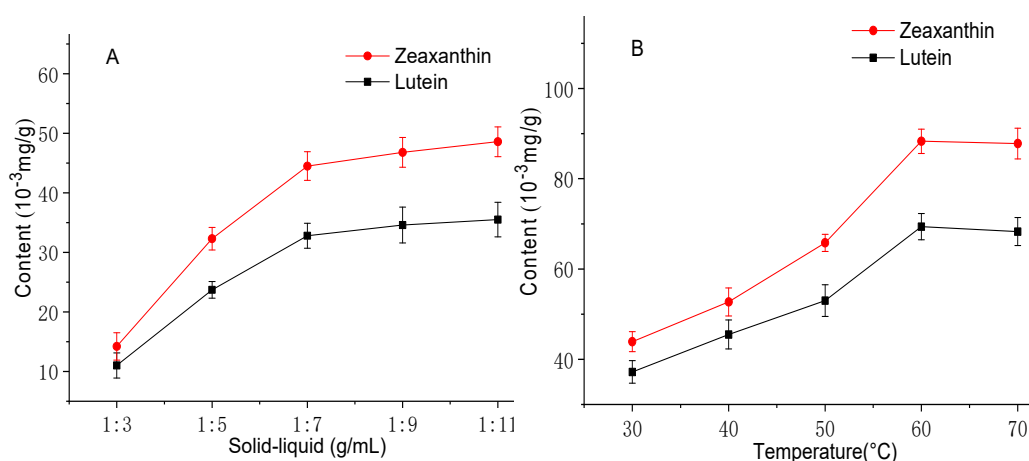 A
Zeaxanthin
Lutein
60
50
40
30
20
10
Content (10⁻³mg/g)
1:3 1:5 1:7 1:9 1:11
Solid-liquid (g/mL)
B
Zeaxanthin
Lutein
100
80
60
40
Content (10⁻³mg/g)
30 40 50 60 70
Temperature(°C)